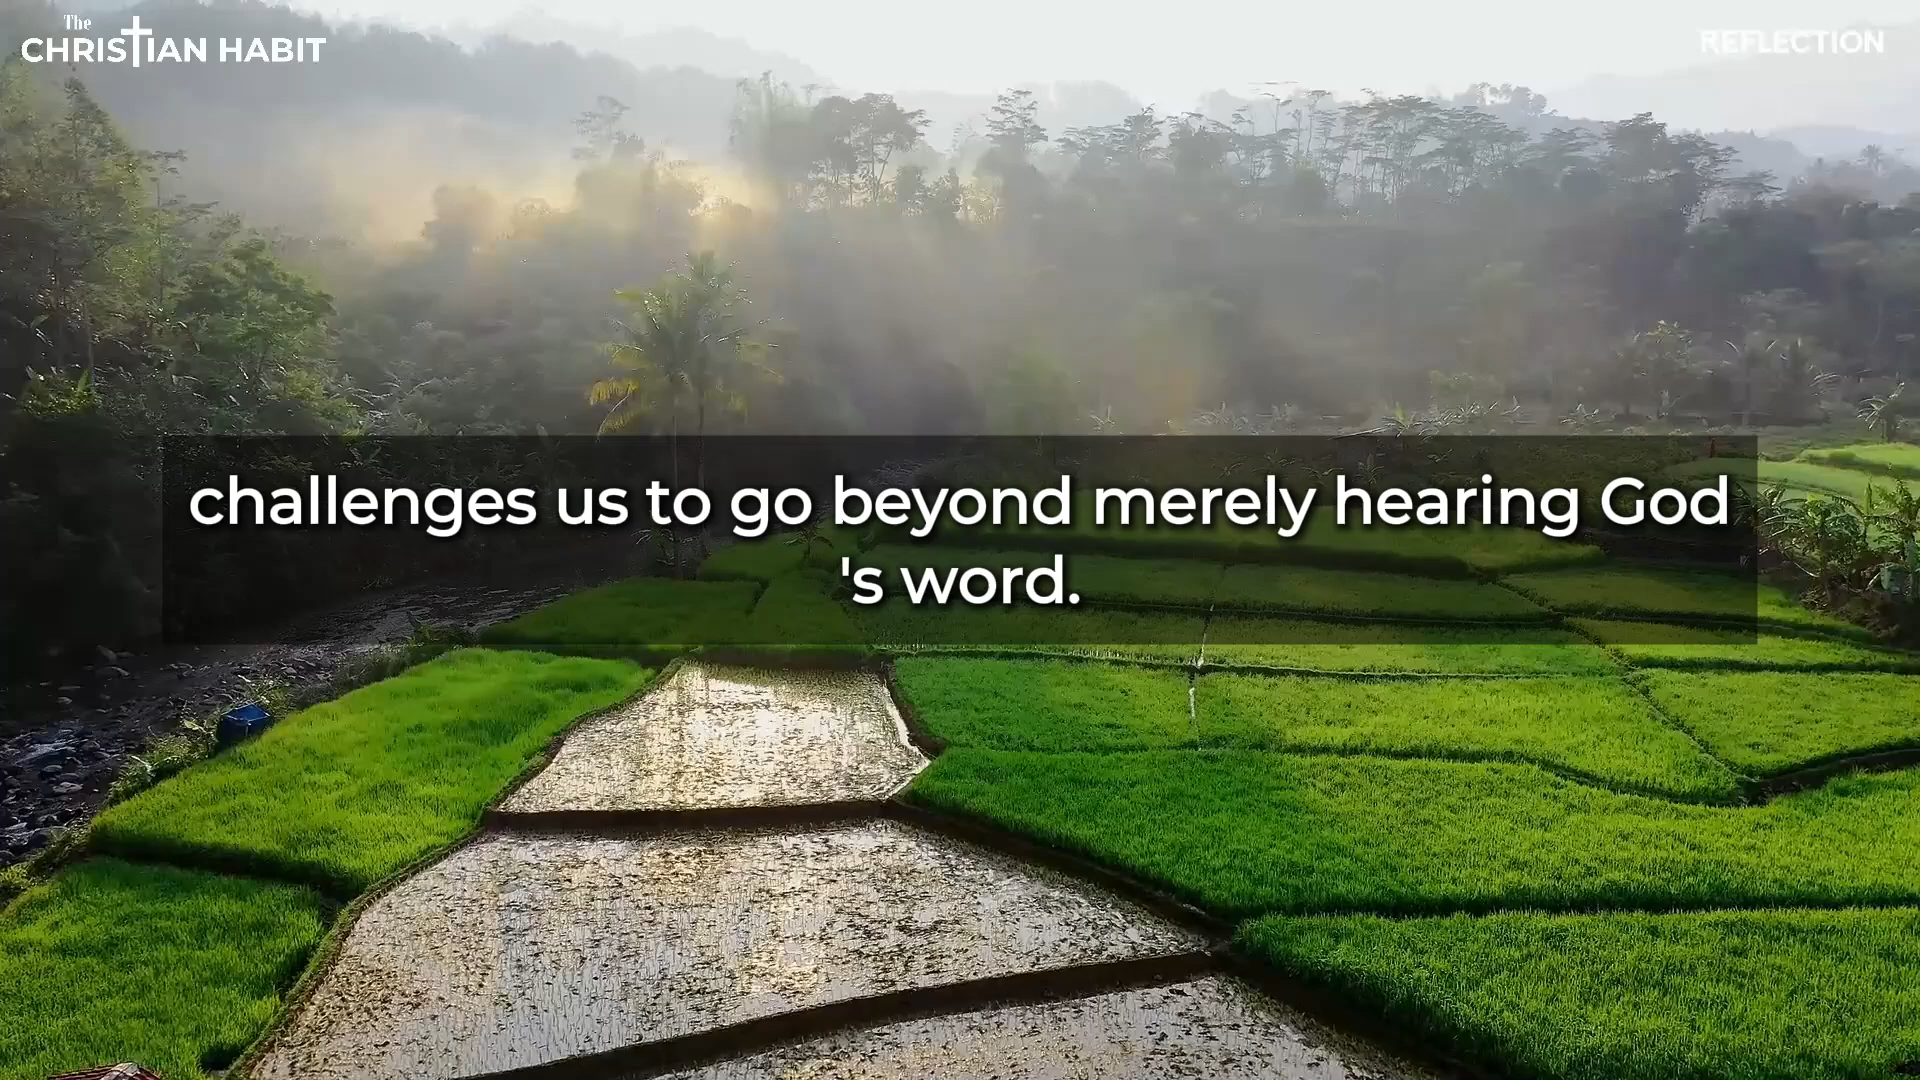 The
CHRISTIAN HABIT
REFLECTION
challenges us to go beyond merely hearing God
's word.